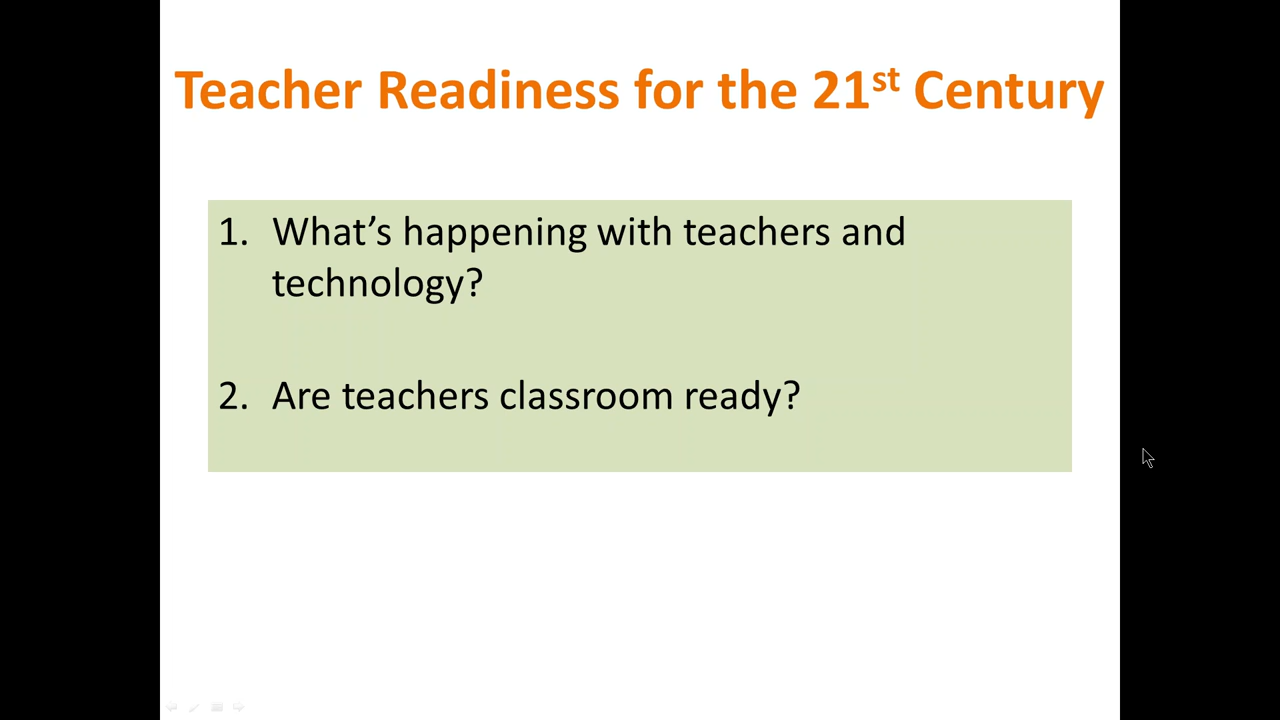 Teacher Readiness for the 21st Century
1. What’s happening with teachers and
technology?
2. Are teachers classroom ready?